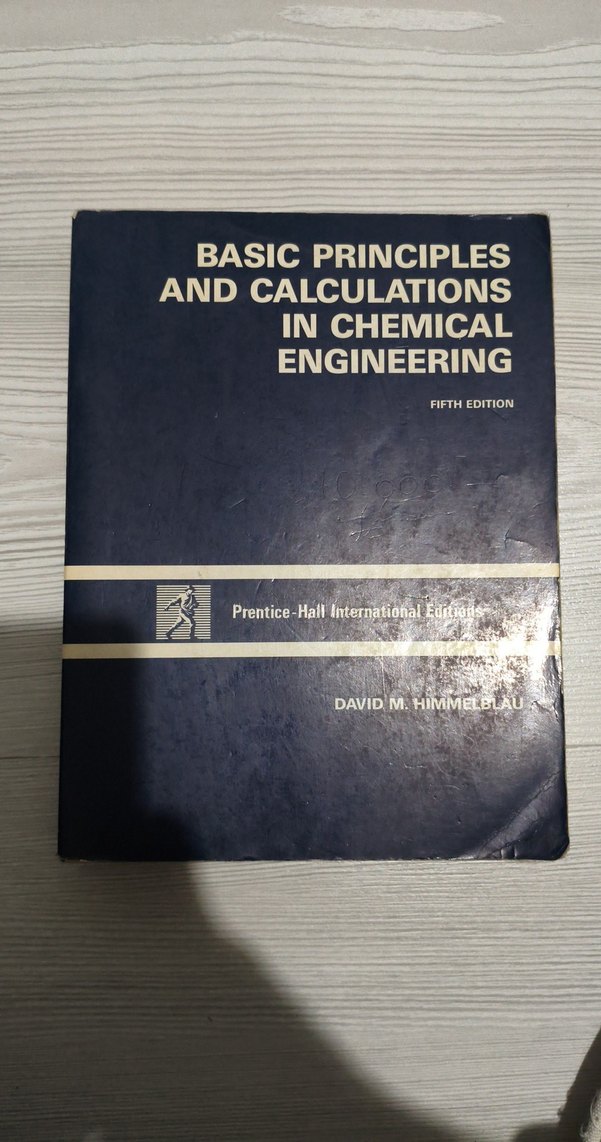 BASIC PRINCIPLES
AND CALCULATIONS
IN CHEMICAL
ENGINEERING
FIFTH EDITION
Prentice-Hall International Editions
DAVID M. HIMMELBLAU